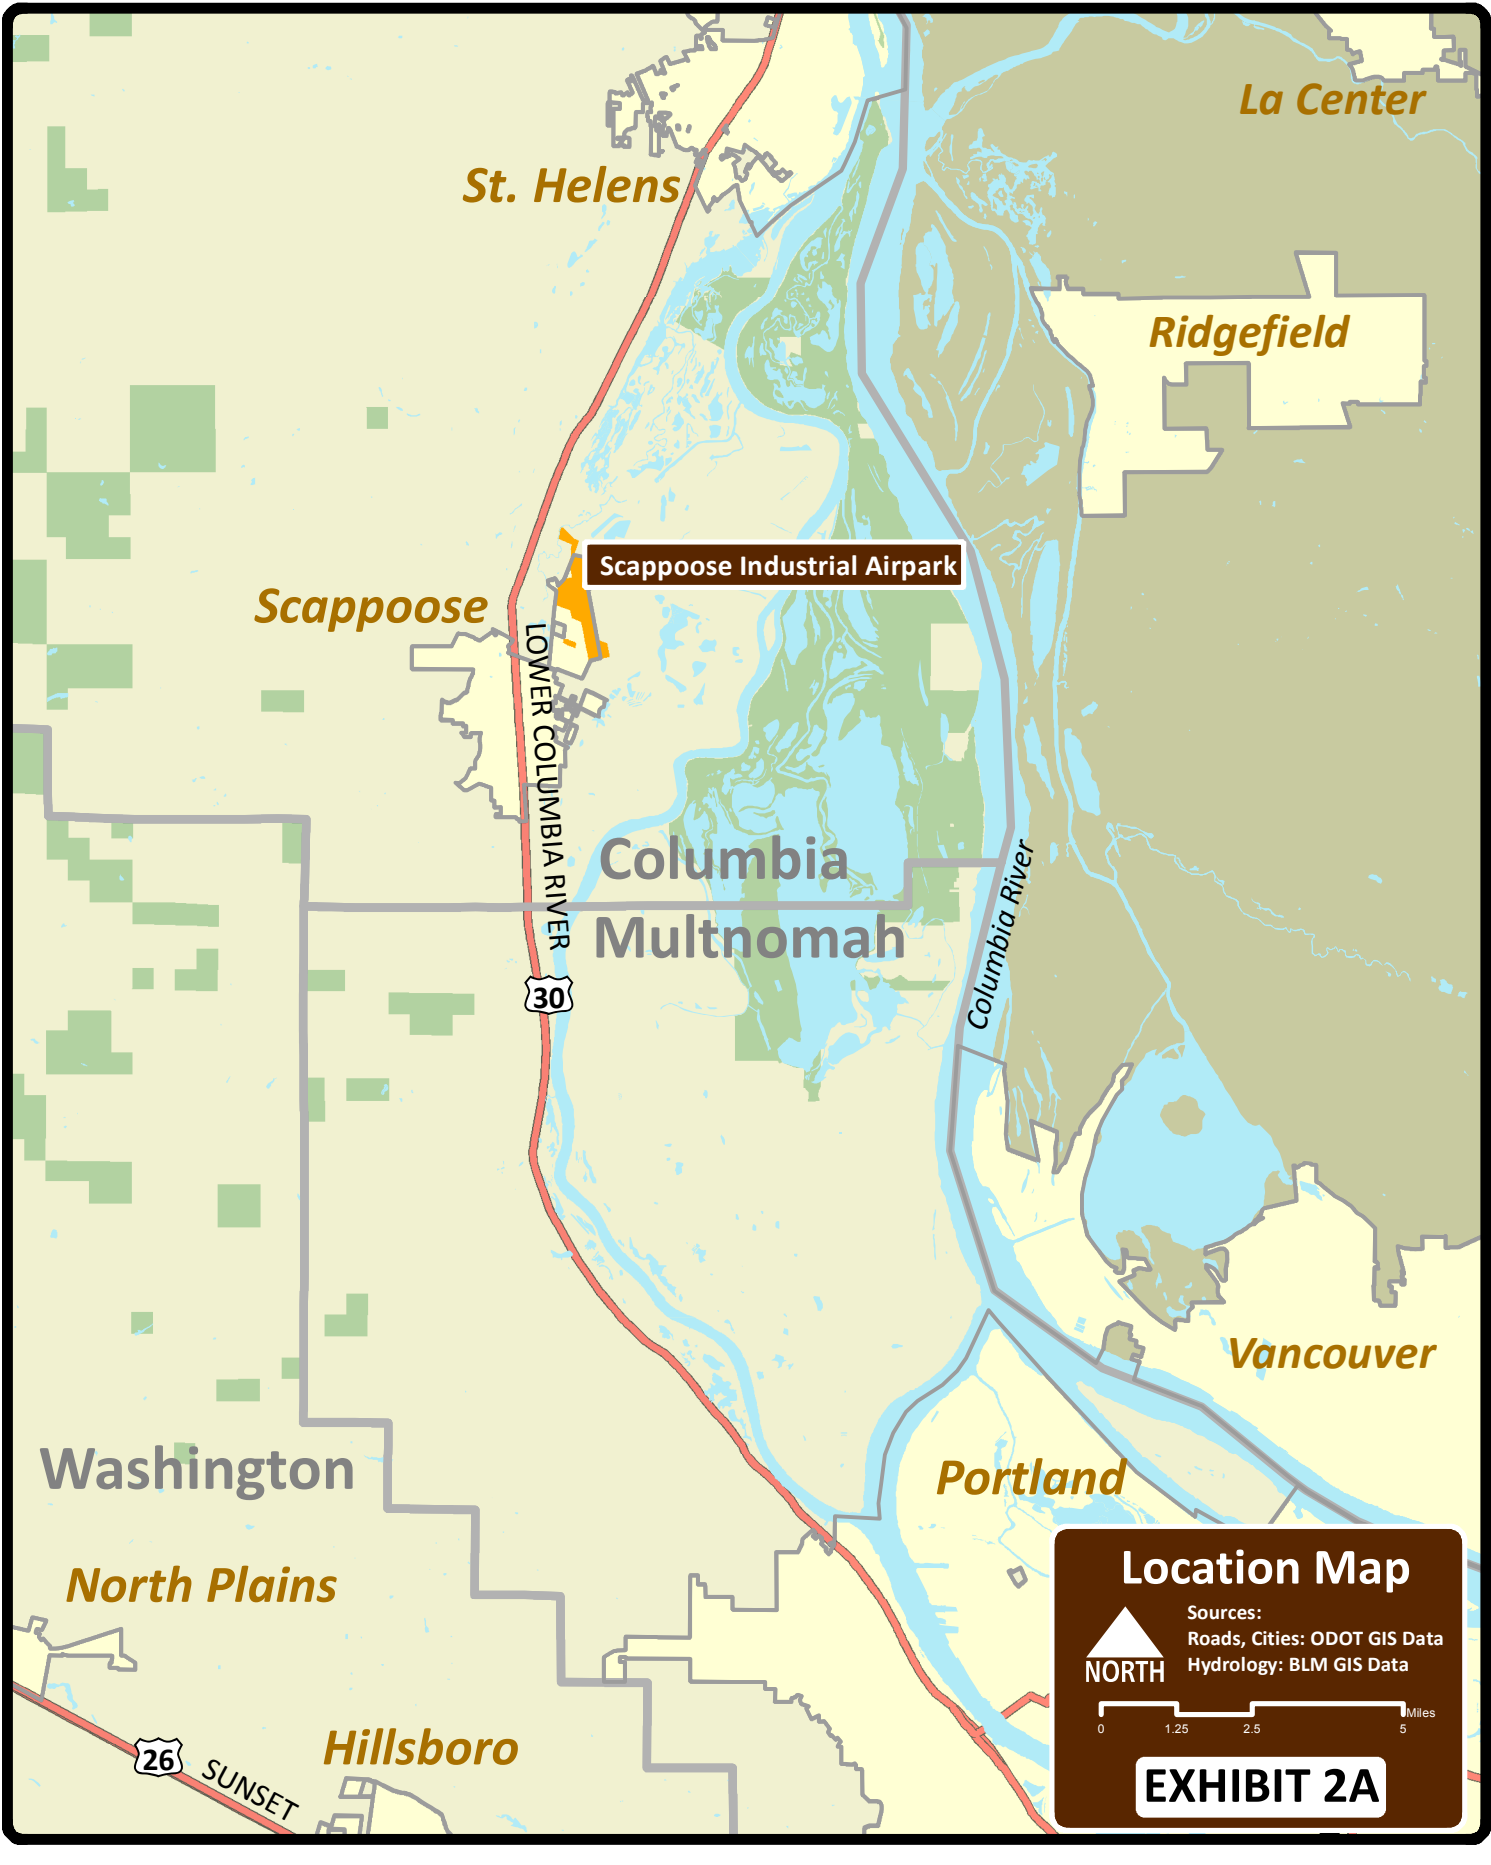 La Center
St. Helens
Ridgefield
Scappoose Industrial Airpark
Scappoose
LOWER COLUMBIA RIVER
Columbia
Multnomah
Columbia River
30
Vancouver
Washington
Portland
North Plains
Hillsboro
26
SUNSET
Location Map
NORTH
Sources:
Roads, Cities: ODOT GIS Data
Hydrology: BLM GIS Data
Miles
0 1.25 2.5 5
EXHIBIT 2A